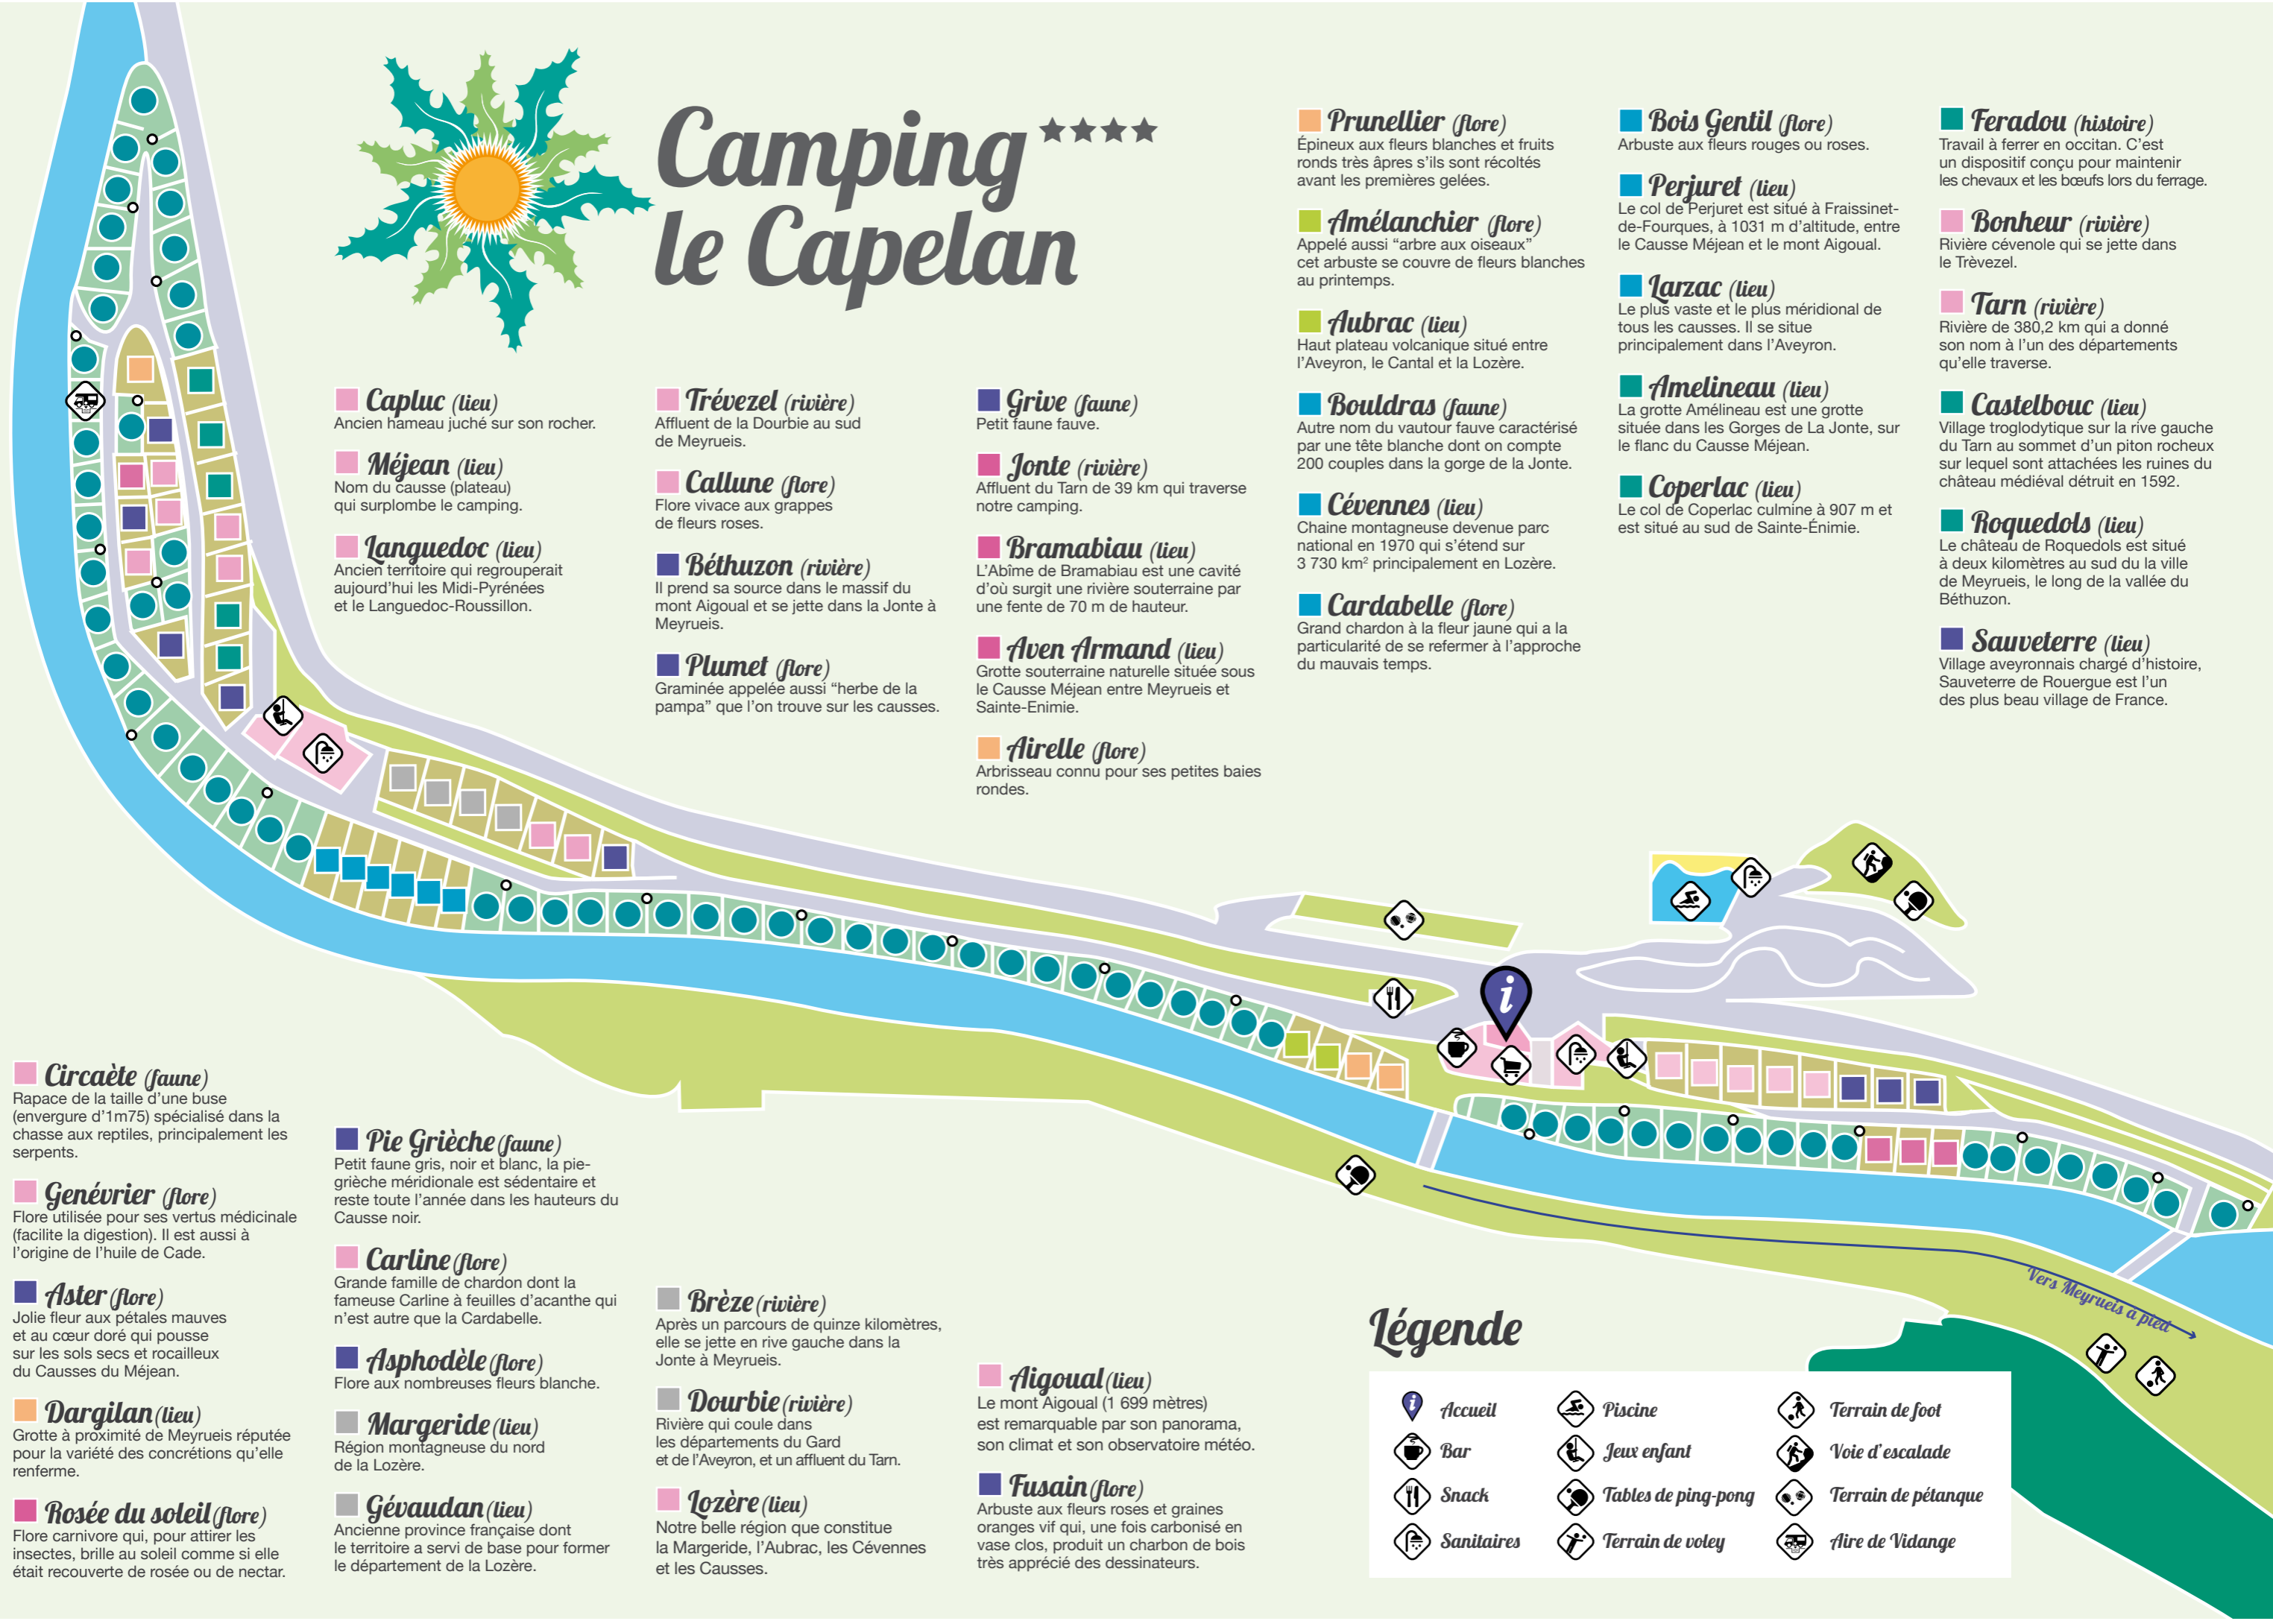 Camping ★★★★
le Capelan
Capluc (lieu)
Ancien hameau juché sur son rocher.
Méjean (lieu)
Nom du causse (plateau)
qui surplombe le camping.
Languedoc (lieu)
Ancien territoire qui regrouperait
aujourd'hui les Midi-Pyrénées
et le Languedoc-Roussillon.
Trévezel (rivière)
Affluent de la Dourbie au sud
de Meyrueis.
Callune (flore)
Flore vivace aux grappes
de fleurs roses.
Béthuzon (rivière)
Il prend sa source dans le massif du
mont Aigoual et se jette dans la Jonte à
Meyrueis.
Plumet (flore)
Graminée appelée aussi “herbe de la
pampa” que l'on trouve sur les causses.
Grive (faune)
Petit faune fauve.
Jonte (rivière)
Affluent du Tarn de 39 km qui traverse
notre camping.
Bramabiau (lieu)
L'Abîme de Bramabiau est une cavité
d'où surgit une rivière souterraine par
une fente de 70 m de hauteur.
Aven Armand (lieu)
Grotte souterraine naturelle située sous
le Causse Méjean entre Meyrueis et
Sainte-Enimie.
Airelle (flore)
Arbrisseau connu pour ses petites baies
rondes.
Prunellier (flore)
Épineux aux fleurs blanches et fruits
ronds très âpres s'ils sont récoltés
avant les premières gelées.
Amélanchier (flore)
Appelé aussi “arbre aux oiseaux”
cet arbuste se couvre de fleurs blanches
au printemps.
Aubrac (lieu)
Haut plateau volcanique situé entre
l'Aveyron, le Cantal et la Lozère.
Bouldras (faune)
Autre nom du vautour fauve caractérisé
par une tête blanche dont on compte
200 couples dans la gorge de la Jonte.
Cévennes (lieu)
Chaine montagneuse devenue parc
national en 1970 qui s'étend sur
3 730 km² principalement en Lozère.
Cardabelle (flore)
Grand chardon à la fleur jaune qui a la
particularité de se refermer à l'approche
du mauvais temps.
Bois Gentil (flore)
Arbuste aux fleurs rouges ou roses.
Perjuret (lieu)
Le col de Perjuret est situé à Fraissinet-
de-Fourques, à 1031 m d'altitude, entre
le Causse Méjean et le mont Aigoual.
Larzac (lieu)
Le plus vaste et le plus méridional de
tous les causses. Il se situe
principalement dans l'Aveyron.
Amelineau (lieu)
La grotte Amélineau est une grotte
située dans les Gorges de La Jonte, sur
le flanc du Causse Méjean.
Coperlac (lieu)
Le col de Coperlac culmine à 907 m et
est situé au sud de Sainte-Énimie.
Feradou (histoire)
Travail à ferrer en occitan. C'est
un dispositif conçu pour maintenir
les chevaux et les bœufs lors du ferrage.
Bonheur (rivière)
Rivière cévenole qui se jette dans
le Trèvezel.
Tarn (rivière)
Rivière de 380,2 km qui a donné
son nom à l'un des départements
qu'elle traverse.
Castelbouc (lieu)
Village troglodytique sur la rive gauche
du Tarn au sommet d'un piton rocheux
sur lequel sont attachées les ruines du
château médiéval détruit en 1592.
Roquedols (lieu)
Le château de Roquedols est situé
à deux kilomètres au sud du la ville
de Meyrueis, le long de la vallée du
Béthuzon.
Sauveterre (lieu)
Village aveyronnais chargé d'histoire,
Sauveterre de Rouergue est l'un
des plus beau village de France.
i
Circaète (faune)
Rapace de la taille d'une buse
(envergure d'1m75) spécialisé dans la
chasse aux reptiles, principalement les
serpents.
Genévrier (flore)
Flore utilisée pour ses vertus médicinale
(facilite la digestion). Il est aussi à
l'origine de l'huile de Cade.
Aster (flore)
Jolie fleur aux pétales mauves
et au cœur doré qui pousse
sur les sols secs et rocailleux
du Causses du Méjean.
Dargilan (lieu)
Grotte à proximité de Meyrueis réputée
pour la variété des concrétions qu'elle
renferme.
Rosée du soleil (flore)
Flore carnivore qui, pour attirer les
insectes, brille au soleil comme si elle
était recouverte de rosée ou de nectar.
Pie Grièche (faune)
Petit faune gris, noir et blanc, la pie-
grièche méridionale est sédentaire et
reste toute l'année dans les hauteurs du
Causse noir.
Carline (flore)
Grande famille de chardon dont la
fameuse Carline à feuilles d'acanthe qui
n'est autre que la Cardabelle.
Asphodèle (flore)
Flore aux nombreuses fleurs blanche.
Margeride (lieu)
Région montagneuse du nord
de la Lozère.
Gévaudan (lieu)
Ancienne province française dont
le territoire a servi de base pour former
le département de la Lozère.
Brèze (rivière)
Après un parcours de quinze kilomètres,
elle se jette en rive gauche dans la
Jonte à Meyrueis.
Dourbie (rivière)
Rivière qui coule dans
les départements du Gard
et de l'Aveyron, et un affluent du Tarn.
Lozère (lieu)
Notre belle région que constitue
la Margeride, l'Aubrac, les Cévennes
et les Causses.
Aigoual (lieu)
Le mont Aigoual (1 699 mètres)
est remarquable par son panorama,
son climat et son observatoire météo.
Fusain (flore)
Arbuste aux fleurs roses et graines
oranges vif qui, une fois carbonisé en
vase clos, produit un charbon de bois
très apprécié des dessinateurs.
Vers Meyrueis à pied
Légende
i Accueil
Bar
Snack
Sanitaires
Piscine
Jeux enfant
Tables de ping-pong
Terrain de voley
Terrain de foot
Voie d'escalade
Terrain de pétanque
Aire de Vidange